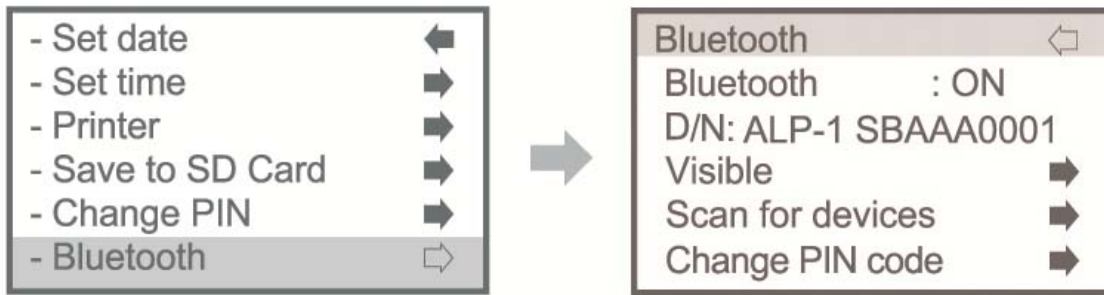 - Set date
- Set time
- Printer
- Save to SD Card
- Change PIN
- Bluetooth
Bluetooth
Bluetooth : ON
D/N: ALP-1 SBAAA0001
Visible
Scan for devices
Change PIN code